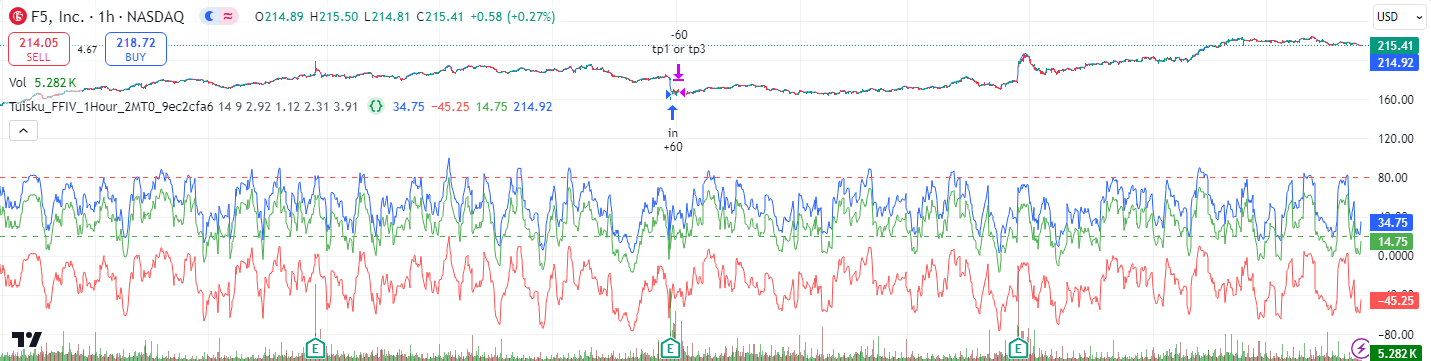 F5, Inc. · 1h · NASDAQ O214.89 H215.50 L214.81 C215.41 +0.58 (+0.27%)
USD
214.05
SELL
4.67
218.72
BUY
Vol 5.282 K
Tuisku_FFIV_1Hour_2MT0_9ec2cfa6 14 9 2.92 1.12 2.31 3.91 34.75 −45.25 14.75 214.92
-60
tp1 or tp3
in
+60
215.41
214.92
160.00
120.00
80.00
34.75
14.75
0.0000
−45.25
−80.00
5.282 K
E
E
E